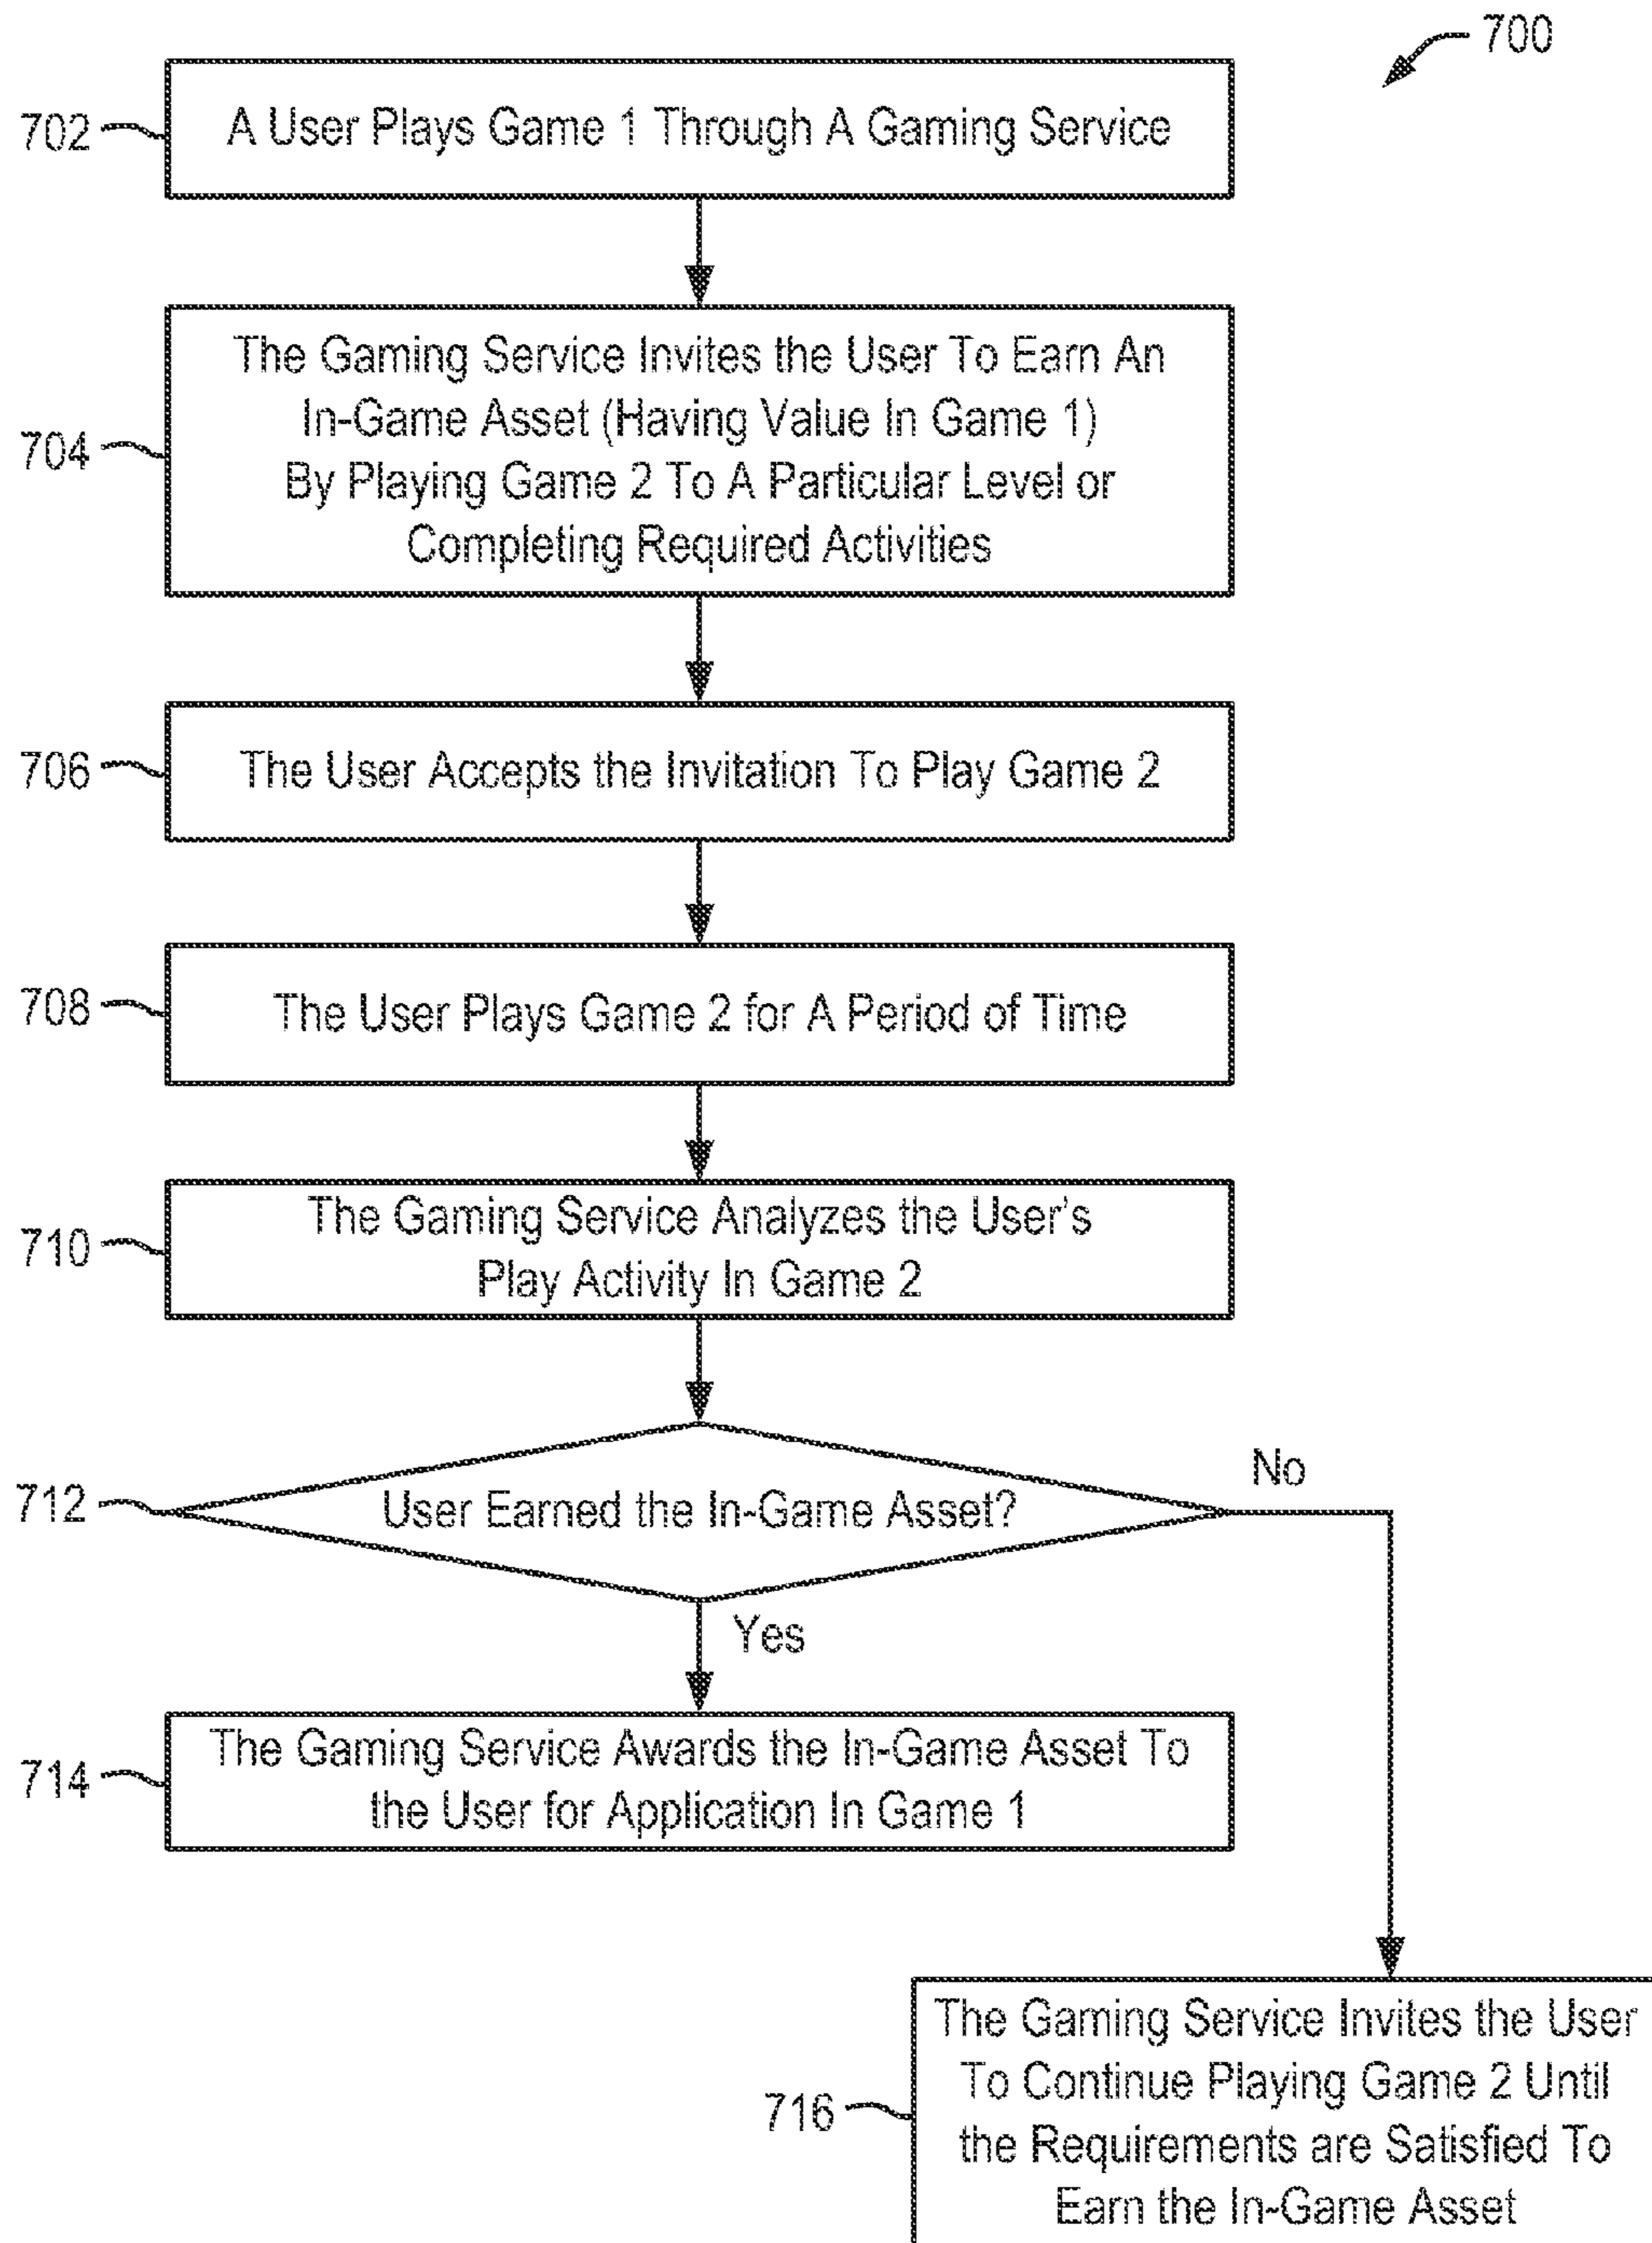 700
702
A User Plays Game 1 Through A Gaming Service
704
The Gaming Service Invites the User To Earn An
In-Game Asset (Having Value In Game 1)
By Playing Game 2 To A Particular Level or
Completing Required Activities
706
The User Accepts the Invitation To Play Game 2
708
The User Plays Game 2 for A Period of Time
710
The Gaming Service Analyzes the User's
Play Activity In Game 2
712
User Earned the In-Game Asset?
No
Yes
714
The Gaming Service Awards the In-Game Asset To
the User for Application In Game 1
716
The Gaming Service Invites the User
To Continue Playing Game 2 Until
the Requirements are Satisfied To
Earn the In-Game Asset